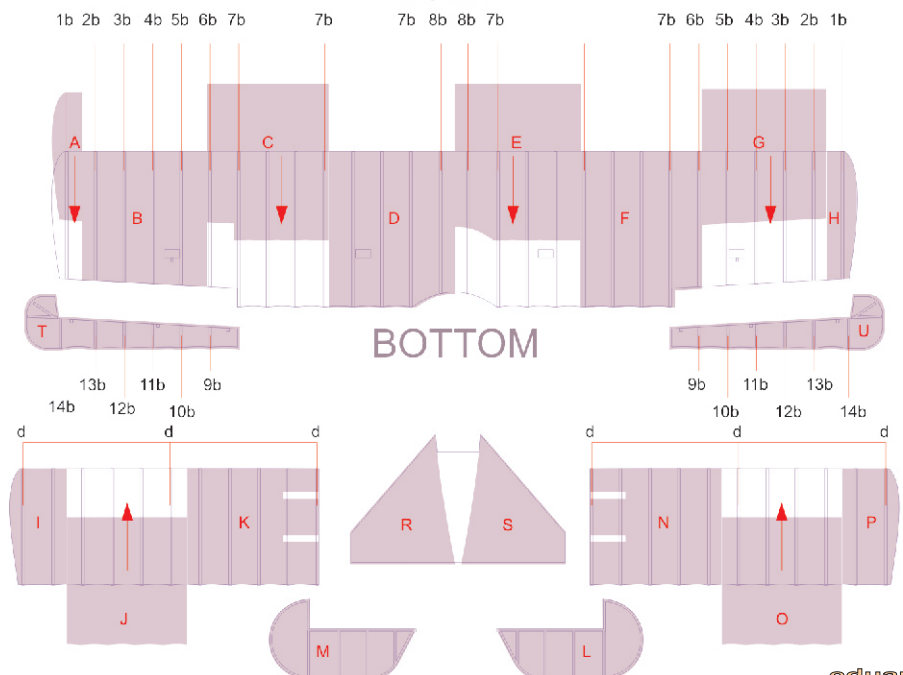 1b 2b 3b 4b 5b 6b 7b 7b 7b 8b 8b 7b 7b 6b 5b 4b 3b 2b 1b
A C E G
B D F H
T BOTTOM U
13b 11b 9b 9b 11b 13b
14b 12b 10b 10b 12b 14b
d d d d d d
I K R S N P
J O
M L